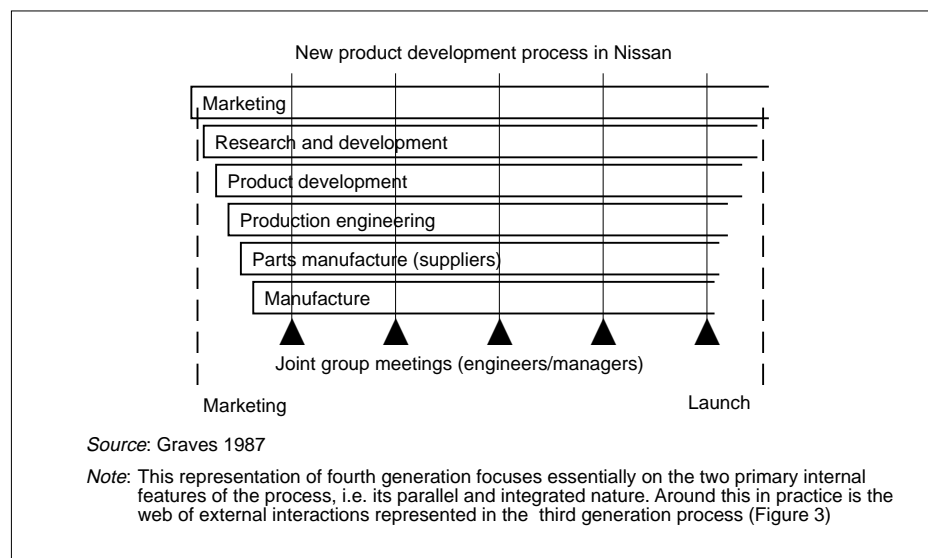 New product development process in Nissan
Marketing
Research and development
Product development
Production engineering
Parts manufacture (suppliers)
Manufacture
Joint group meetings (engineers/managers)
Marketing Launch
Source: Graves 1987
Note: This representation of fourth generation focuses essentially on the two primary internal
features of the process, i.e. its parallel and integrated nature. Around this in practice is the
web of external interactions represented in the third generation process (Figure 3)